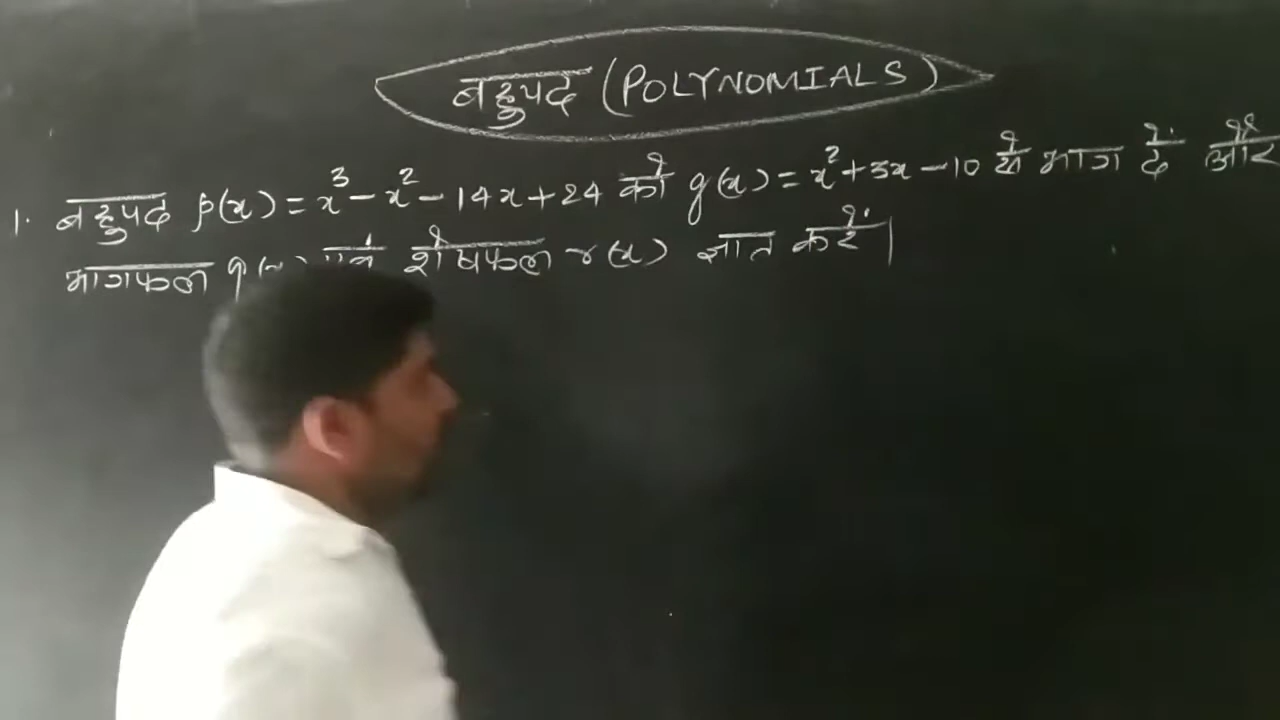 बहुपद (POLYNOMIALS)
1. बहुपद p(x) = x³ - x² - 14x + 24 को g(x) = x² + 3x - 10 से भाग दें और
भागफल एवं शेषफल r(x) ज्ञात करें।